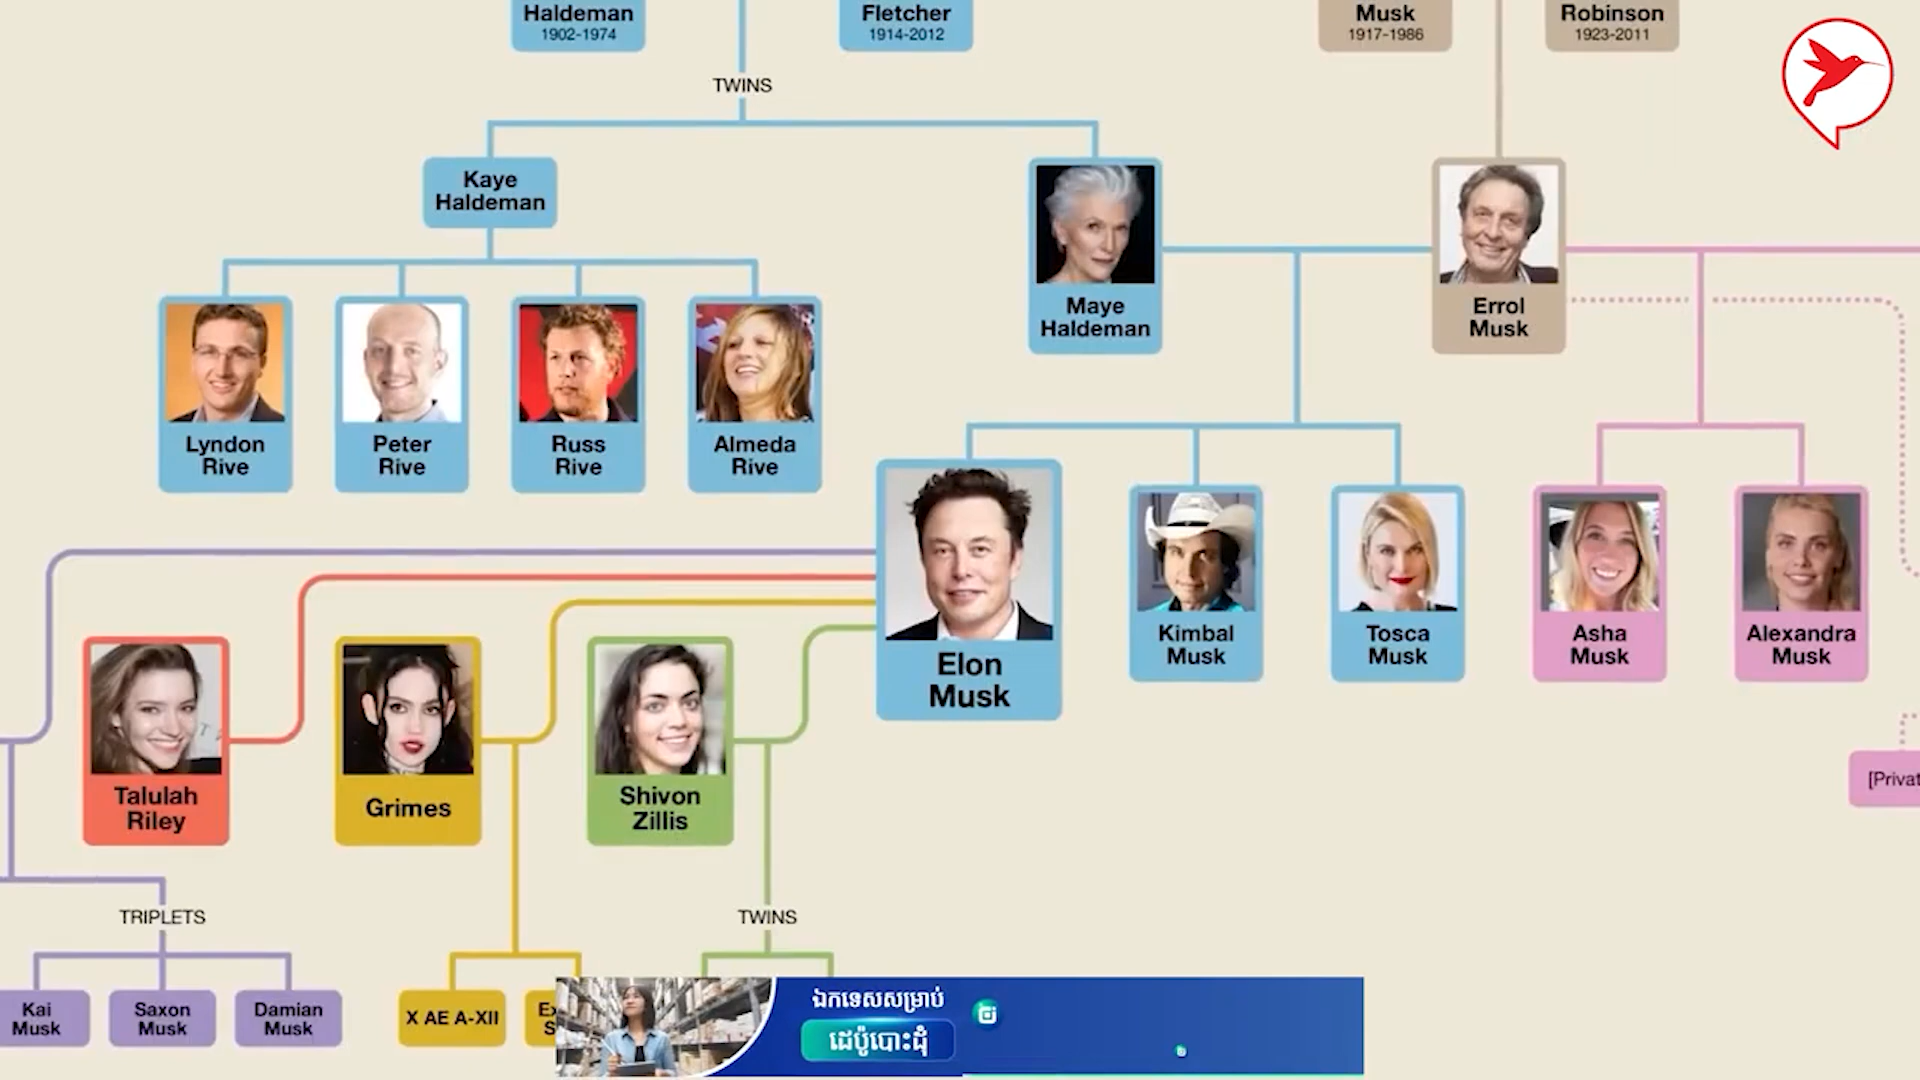 Haldeman
1902-1974
Fletcher
1914-2012
Musk
1917-1986
Robinson
1923-2011
TWINS
Kaye
Haldeman
Maye
Haldeman
Errol
Musk
Lyndon
Rive
Peter
Rive
Russ
Rive
Almeda
Rive
Elon
Musk
Kimbal
Musk
Tosca
Musk
Asha
Musk
Alexandra
Musk
Talulah
Riley
Grimes
Shivon
Zillis
[Privat
TRIPLETS
TWINS
Kai
Musk
Saxon
Musk
Damian
Musk
X AE A-XII
Ex
S
ឯកទេសសម្រាប់
ដេប៉ូបោះដុំ